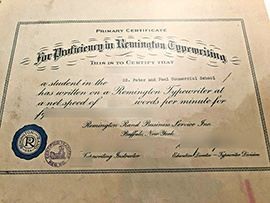 PRIMARY CERTIFICATE
For Proficiency in Remington Typewriting
THIS IS TO CERTIFY THAT
a student in the SS. Peter and Paul Commercial School
has written on a Remington Typewriter at
a net speed of words per minute for
Remington Rand Business Service Inc.
Buffalo, New York.
R
Typewriting Instructor
Educational Director - Typewriter Division